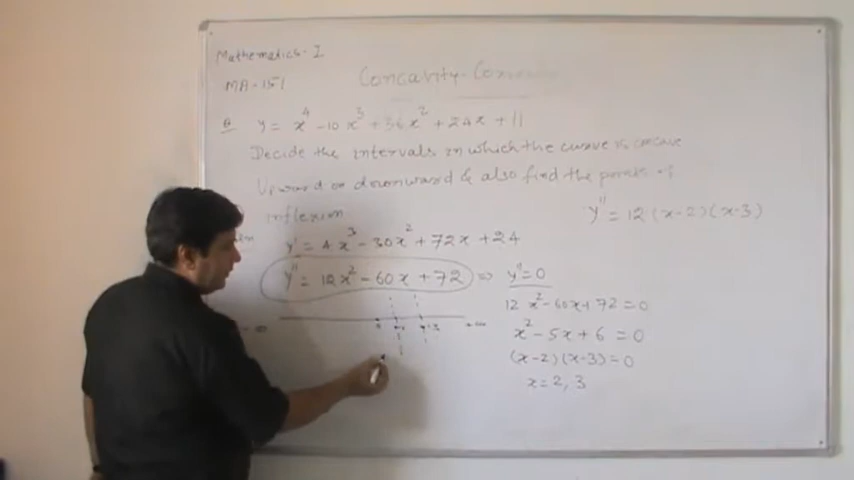 Mathematics-I
MA-151
Concavity-
Q y = x⁴ - 10x³ + 36x² + 24x + 11
Decide the intervals in which the curve is concave
Upward or downward & also find the points of
inflexion
y'' = 12(x-2)(x-3)
y' = 4x³ - 30x² + 72x + 24
y'' = 12x² - 60x + 72 ⇒ y'' = 0
12x² - 60x + 72 = 0
x² - 5x + 6 = 0
(x-2)(x-3) = 0
x = 2, 3